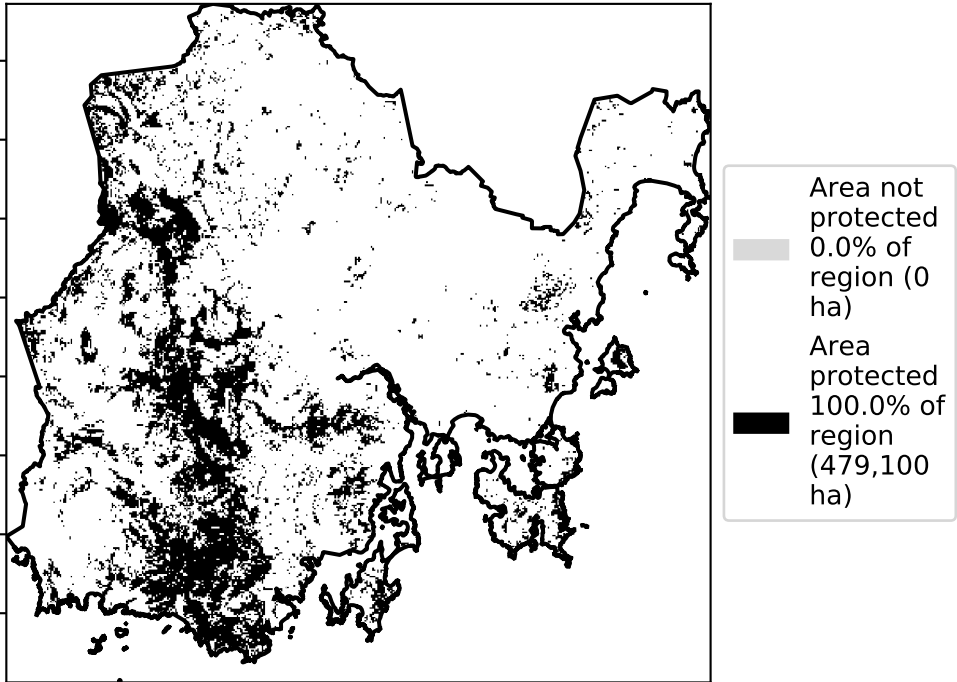 Area not
protected
0.0% of
region (0
ha)
Area
protected
100.0% of
region
(479,100
ha)